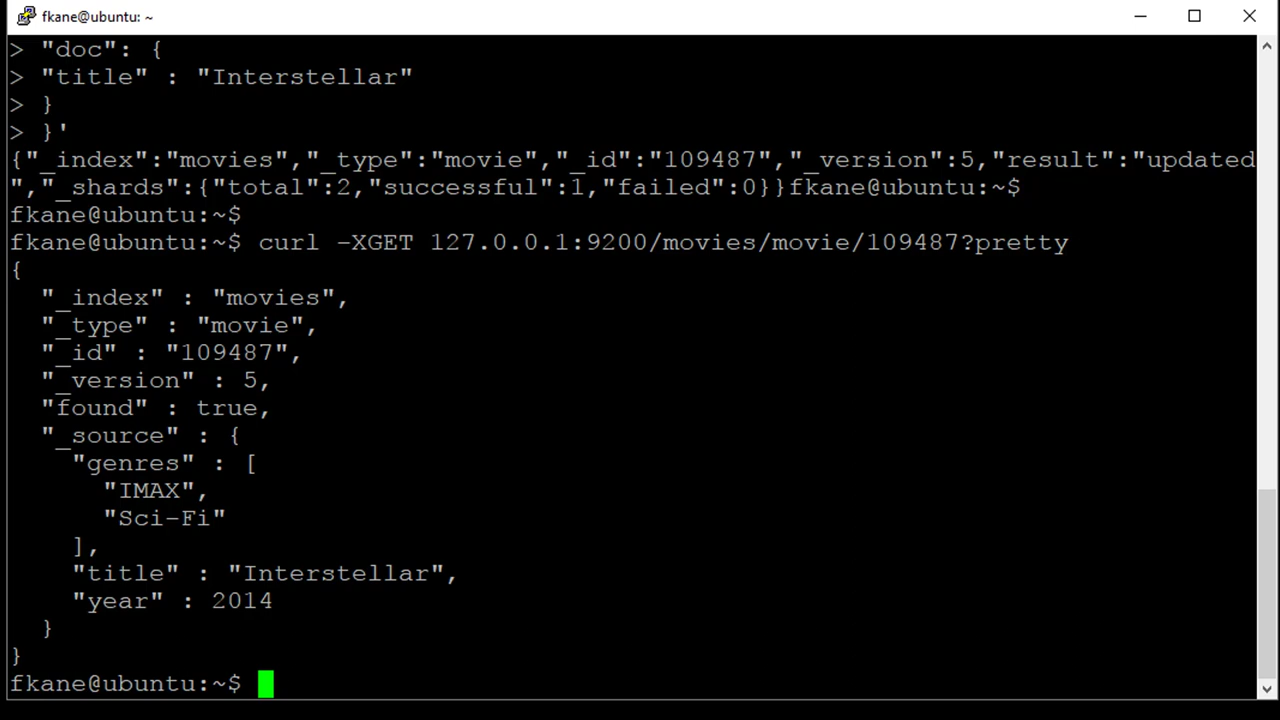 fkane@ubuntu: ~
> "doc": {
> "title" : "Interstellar"
> }
> }'
{"_index":"movies","_type":"movie","_id":"109487","_version":5,"result":"updated
","_shards":{"total":2,"successful":1,"failed":0}}fkane@ubuntu:~$
fkane@ubuntu:~$
fkane@ubuntu:~$ curl -XGET 127.0.0.1:9200/movies/movie/109487?pretty
{
  "_index" : "movies",
  "_type" : "movie",
  "_id" : "109487",
  "_version" : 5,
  "found" : true,
  "_source" : {
    "genres" : [
      "IMAX",
      "Sci-Fi"
    ],
    "title" : "Interstellar",
    "year" : 2014
  }
}
fkane@ubuntu:~$